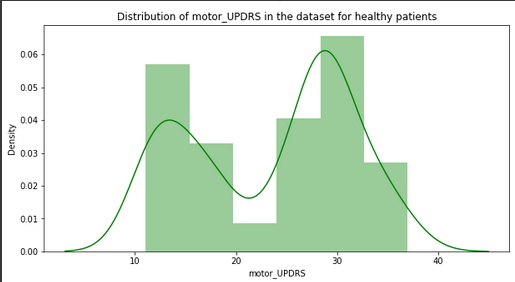 Distribution of motor_UPDRS in the dataset for healthy patients
0.06
0.05
0.04
0.03
0.02
0.01
0.00
Density
10 20 30 40
motor_UPDRS